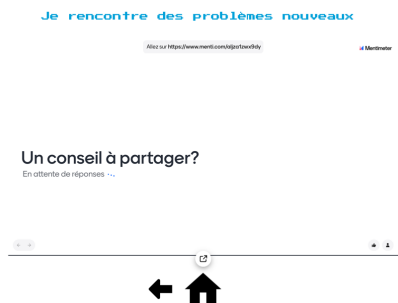 Je rencontre des problèmes nouveaux
Allez sur https://www.menti.com/aljzo1zwx9dy
Mentimeter
Un conseil à partager?
En attente de réponses